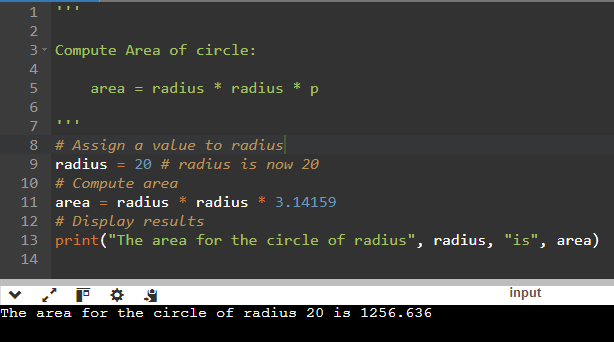 1 '''
2
3 Compute Area of circle:
4
5     area = radius * radius * p
6
7 '''
8 # Assign a value to radius
9 radius = 20 # radius is now 20
10 # Compute area
11 area = radius * radius * 3.14159
12 # Display results
13 print("The area for the circle of radius", radius, "is", area)
14
input
The area for the circle of radius 20 is 1256.636